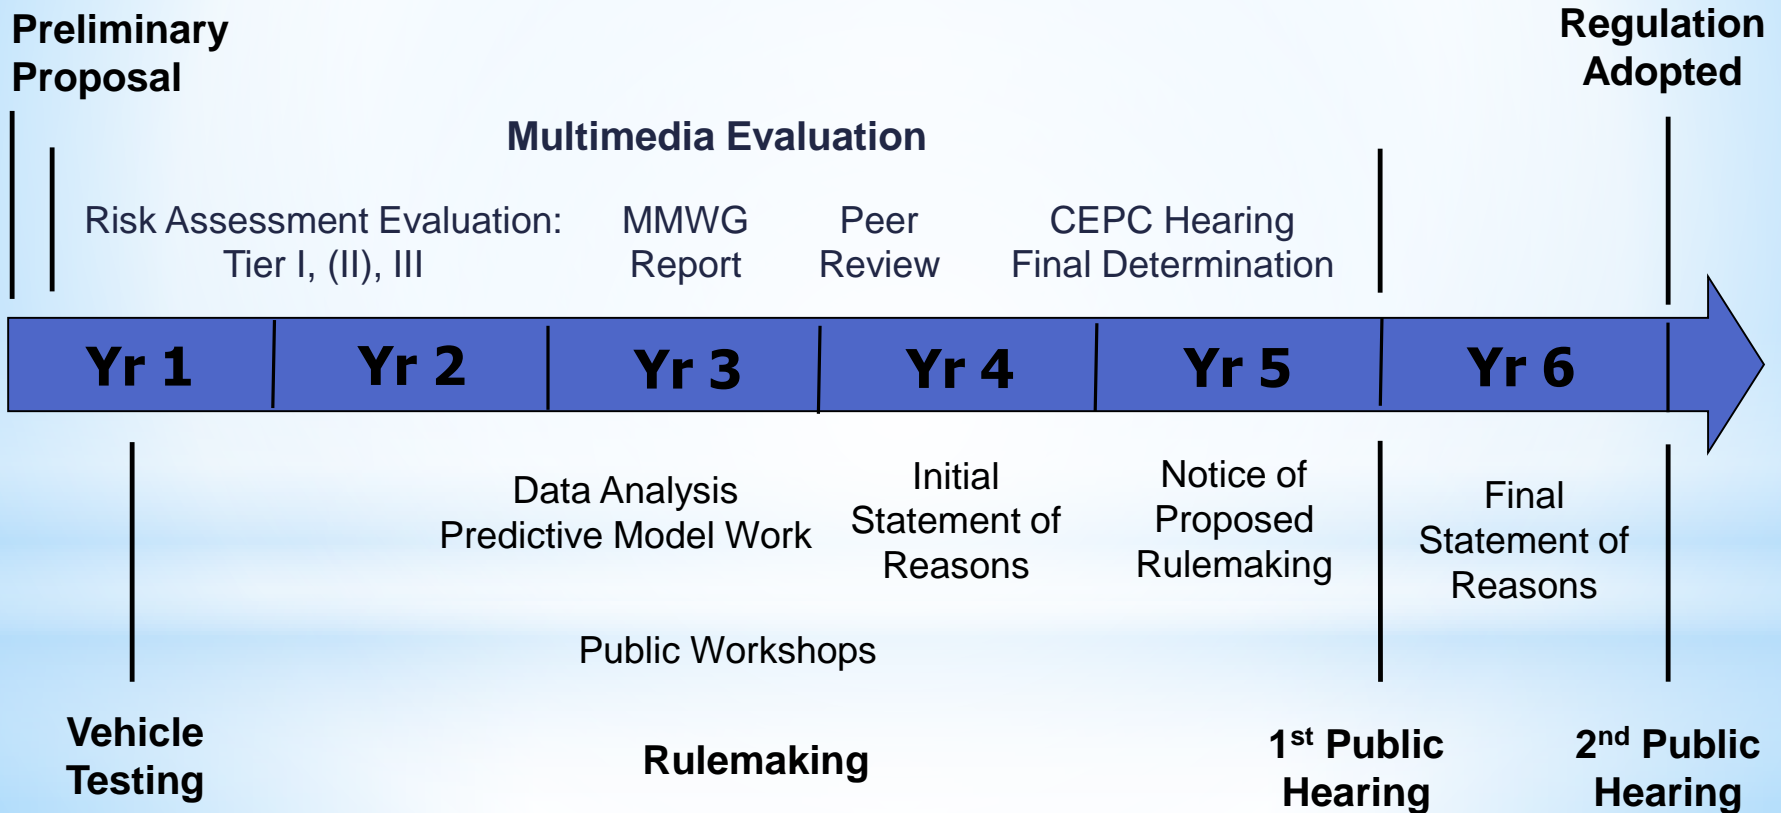 Preliminary
Proposal
Regulation
Adopted
Multimedia Evaluation
Risk Assessment Evaluation:
Tier I, (II), III
MMWG
Report
Peer
Review
CEPC Hearing
Final Determination
Yr 1
Yr 2
Yr 3
Yr 4
Yr 5
Yr 6
Data Analysis
Predictive Model Work
Initial
Statement of
Reasons
Notice of
Proposed
Rulemaking
Final
Statement of
Reasons
Public Workshops
Vehicle
Testing
Rulemaking
1st Public
Hearing
2nd Public
Hearing